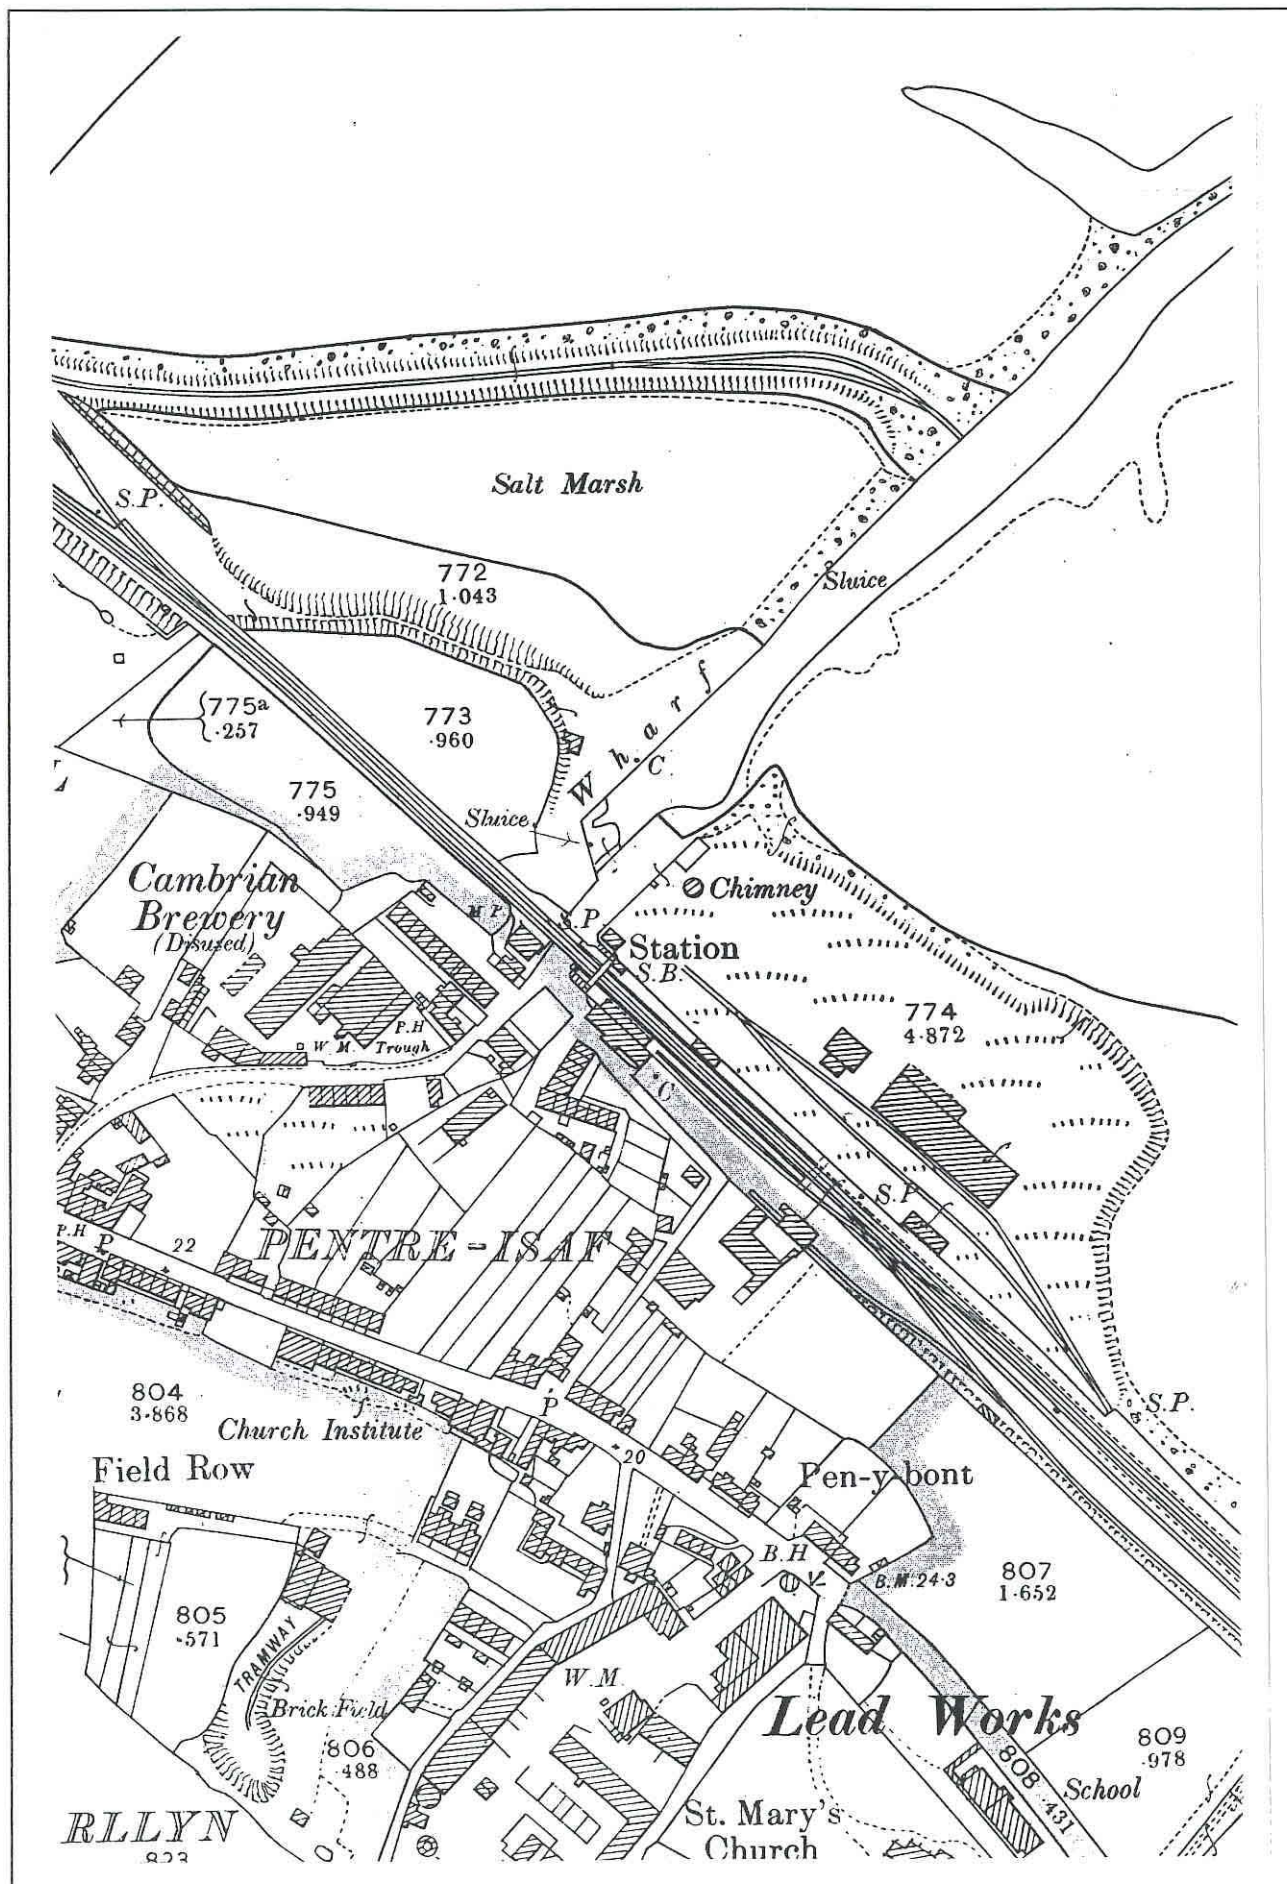 Salt Marsh
S.P.
772
1·043
Sluice
775a
·257
773
·960
Wharf
C.
775
·949
Sluice
Cambrian
Brewery
(Disused)
M.P.
S.P.
Chimney
Station
S.B.
774
4·872
P.H
W.M.
Trough
C
S.P.
P.H
P
22
PENTRE-ISAF
804
3·868
Church Institute
P
S.P.
Field Row
20
Pen-y-bont
B.H
B.M.24·3
807
1·652
805
·571
TRAMWAY
Brick Field
W.M.
Lead Works
806
·488
808
·431
School
809
·978
RLLYN
823
St. Mary's
Church